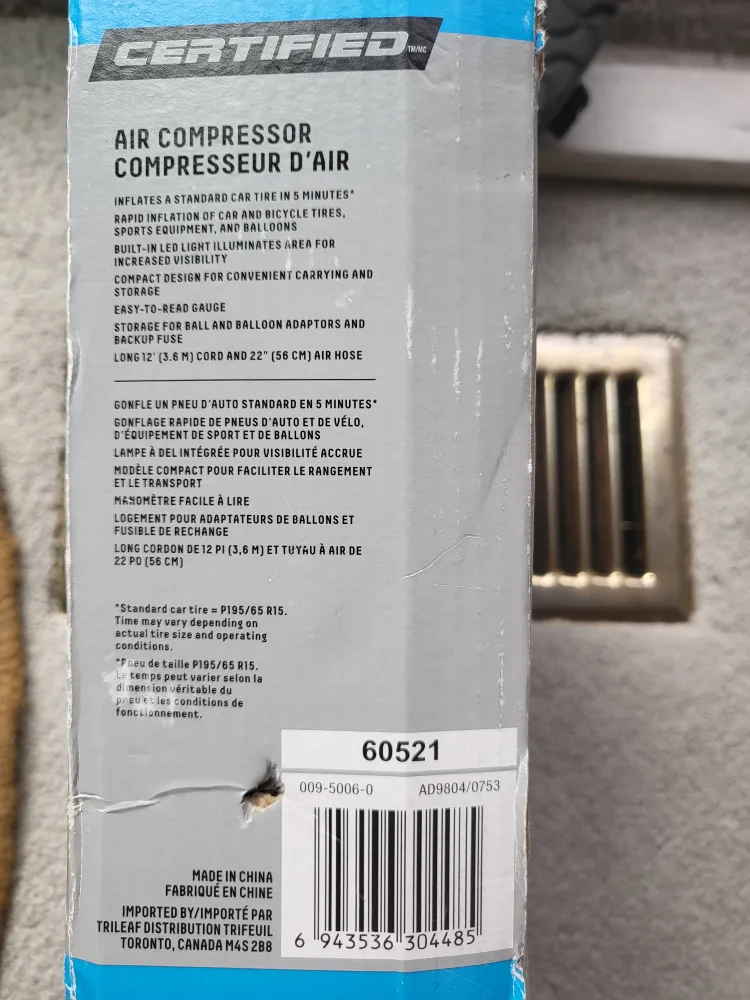 CERTIFIED TM/MC
AIR COMPRESSOR
COMPRESSEUR D'AIR
INFLATES A STANDARD CAR TIRE IN 5 MINUTES*
RAPID INFLATION OF CAR AND BICYCLE TIRES,
SPORTS EQUIPMENT, AND BALLOONS
BUILT-IN LED LIGHT ILLUMINATES AREA FOR
INCREASED VISIBILITY
COMPACT DESIGN FOR CONVENIENT CARRYING AND
STORAGE
EASY-TO-READ GAUGE
STORAGE FOR BALL AND BALLOON ADAPTORS AND
BACKUP FUSE
LONG 12' (3.6 M) CORD AND 22" (56 CM) AIR HOSE
GONFLE UN PNEU D'AUTO STANDARD EN 5 MINUTES*
GONFLAGE RAPIDE DE PNEUS D'AUTO ET DE VÉLO,
D'ÉQUIPEMENT DE SPORT ET DE BALLONS
LAMPE À DEL INTÉGRÉE POUR VISIBILITÉ ACCRUE
MODÈLE COMPACT POUR FACILITER LE RANGEMENT
ET LE TRANSPORT
MANOMÈTRE FACILE À LIRE
LOGEMENT POUR ADAPTATEURS DE BALLONS ET
FUSIBLE DE RECHANGE
LONG CORDON DE 12 PI (3,6 M) ET TUYAU À AIR DE
22 PO (56 CM)
*Standard car tire = P195/65 R15.
Time may vary depending on
actual tire size and operating
conditions.
*Pneu de taille P195/65 R15.
Le temps peut varier selon la
dimension véritable du
pneu et les conditions de
fonctionnement.
60521
009-5006-0 AD9804/0753
6 943536 304485
MADE IN CHINA
FABRIQUÉ EN CHINE
IMPORTED BY/IMPORTÉ PAR
TRILEAF DISTRIBUTION TRIFEUIL
TORONTO, CANADA M4S 2B8